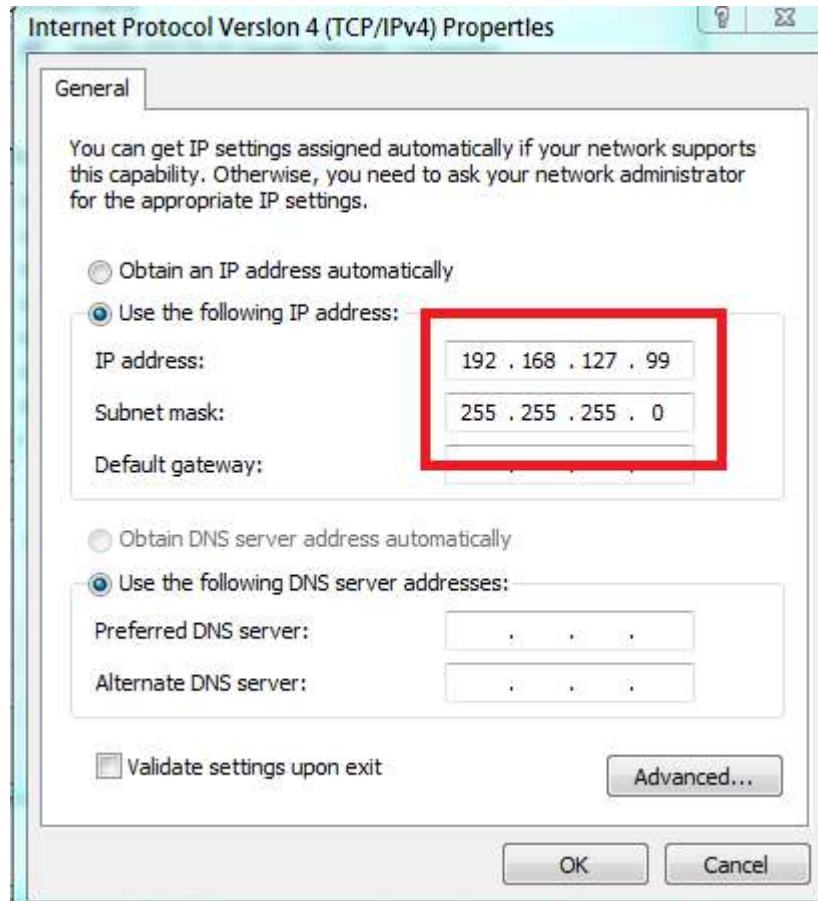 Internet Protocol Version 4 (TCP/IPv4) Properties
General
You can get IP settings assigned automatically if your network supports
this capability. Otherwise, you need to ask your network administrator
for the appropriate IP settings.
Obtain an IP address automatically
Use the following IP address:
IP address: 192 . 168 . 127 . 99
Subnet mask: 255 . 255 . 255 . 0
Default gateway: . . .
Obtain DNS server address automatically
Use the following DNS server addresses:
Preferred DNS server: . . .
Alternate DNS server: . . .
Validate settings upon exit
Advanced...
OK Cancel